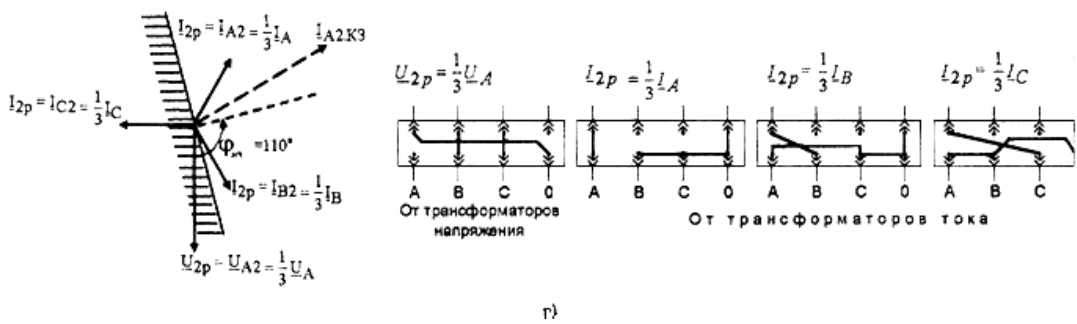 I2p = IA2 = 1/3 IA
IA2.КЗ
I2p = IC2 = 1/3 IC
φмч =110°
I2p = IB2 = 1/3 IB
U2p = UA2 = 1/3 UA
U2p = 1/3 UA
I2p = 1/3 IA
I2p = 1/3 IB
I2p = 1/3 IC
A B C 0
A B C 0
A B C 0
A B C
От трансформаторов
напряжения
От трансформаторов тока
г)